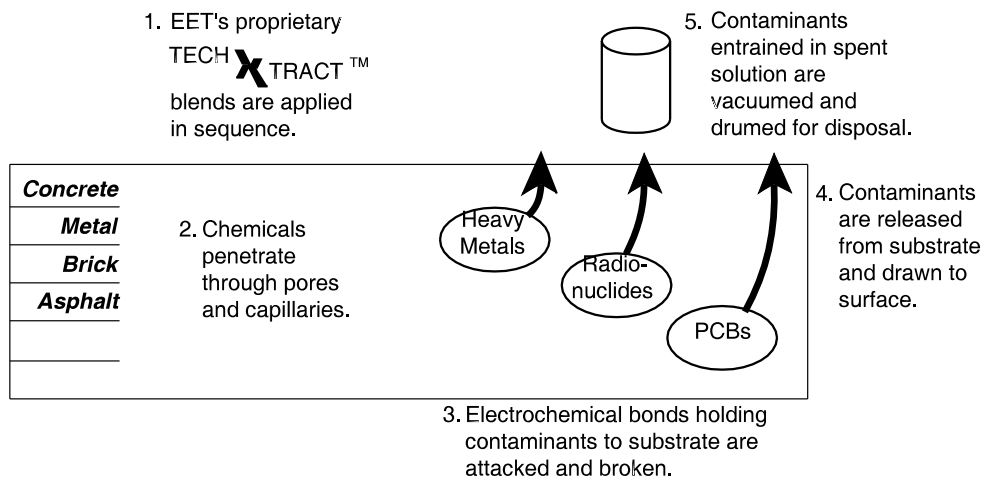 1. EET's proprietary
TECH X TRACT TM
blends are applied
in sequence.
5. Contaminants
entrained in spent
solution are
vacuumed and
drumed for disposal.
Concrete
Metal
Brick
Asphalt
2. Chemicals
penetrate
through pores
and capillaries.
Heavy
Metals
Radio-
nuclides
PCBs
4. Contaminants
are released
from substrate
and drawn to
surface.
3. Electrochemical bonds holding
contaminants to substrate are
attacked and broken.